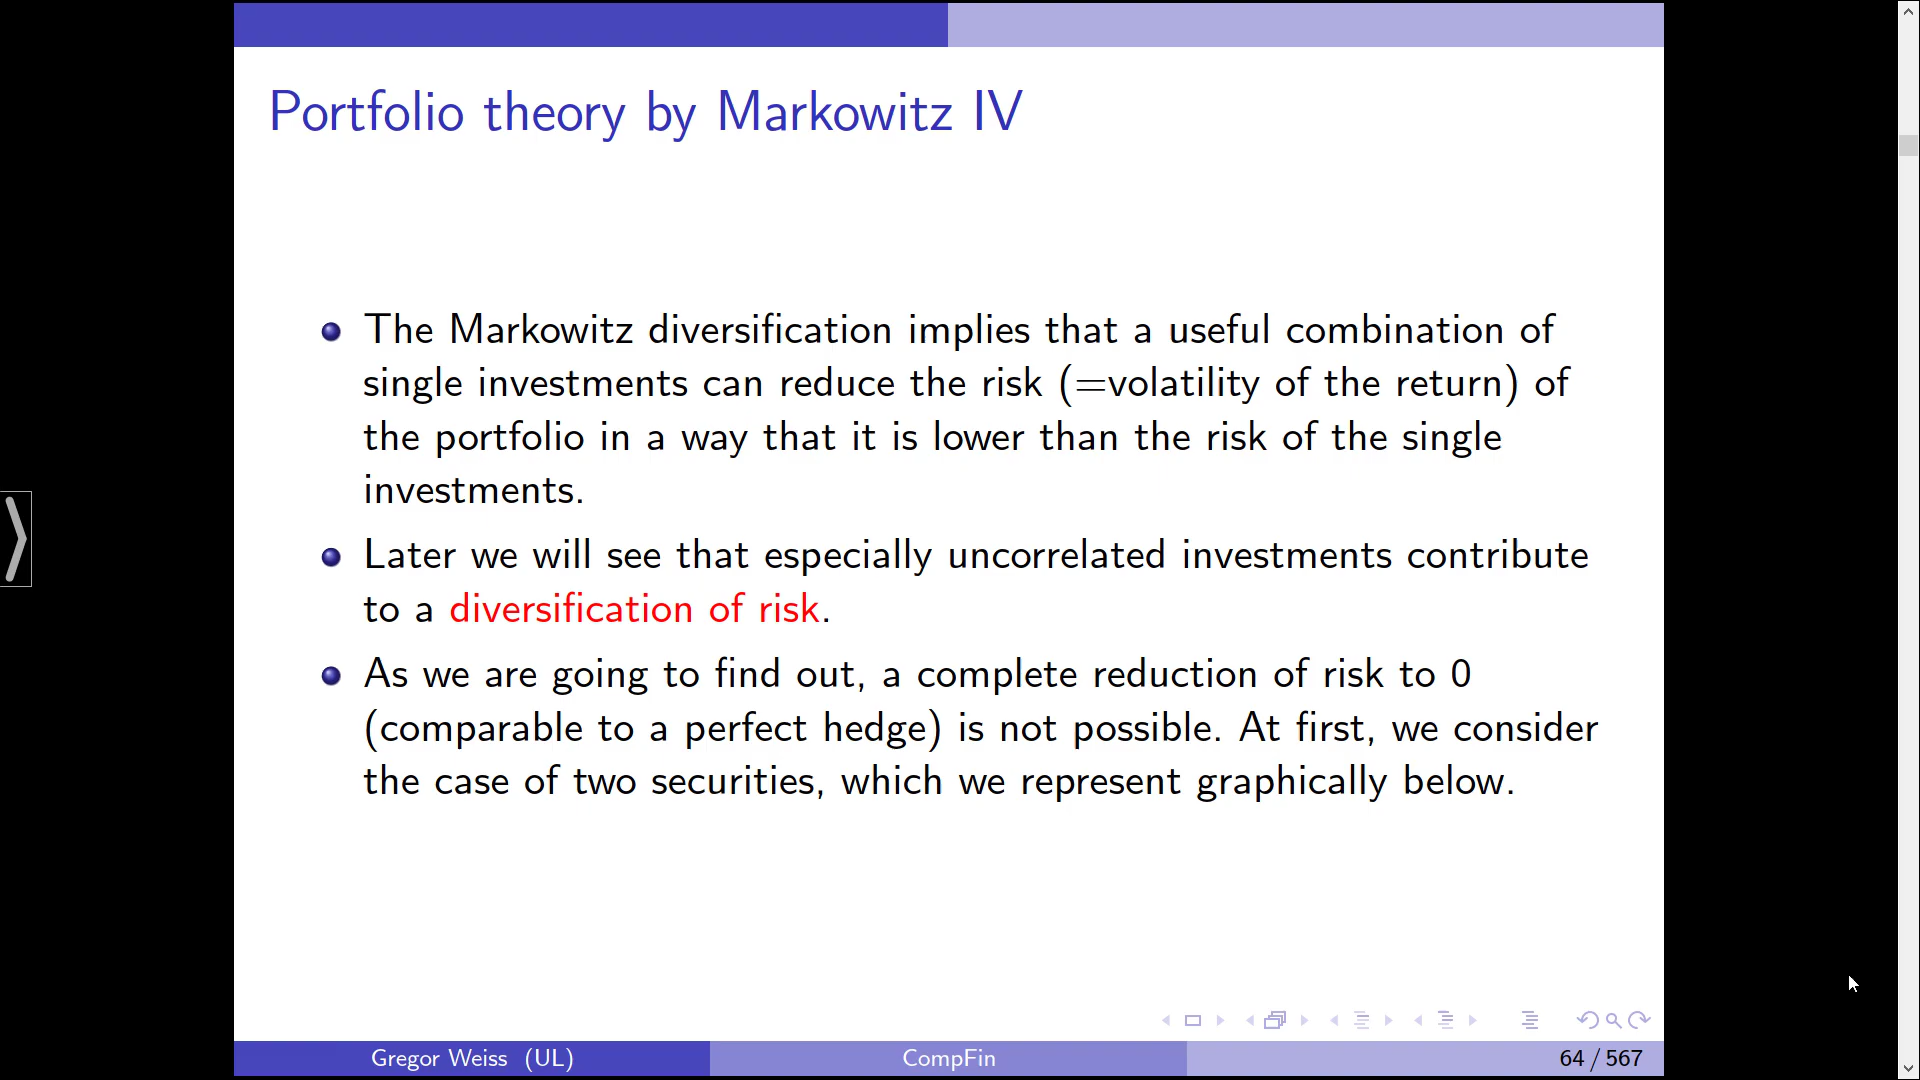 Portfolio theory by Markowitz IV
The Markowitz diversification implies that a useful combination of
single investments can reduce the risk (=volatility of the return) of
the portfolio in a way that it is lower than the risk of the single
investments.
Later we will see that especially uncorrelated investments contribute
to a diversification of risk.
As we are going to find out, a complete reduction of risk to 0
(comparable to a perfect hedge) is not possible. At first, we consider
the case of two securities, which we represent graphically below.
Gregor Weiss (UL)
CompFin
64 / 567